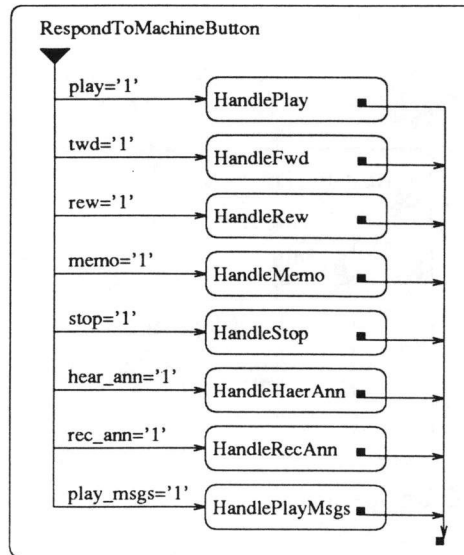 RespondToMachineButton
play='1'
HandlePlay
twd='1'
HandleFwd
rew='1'
HandleRew
memo='1'
HandleMemo
stop='1'
HandleStop
hear_ann='1'
HandleHaerAnn
rec_ann='1'
HandleRecAnn
play_msgs='1'
HandlePlayMsgs